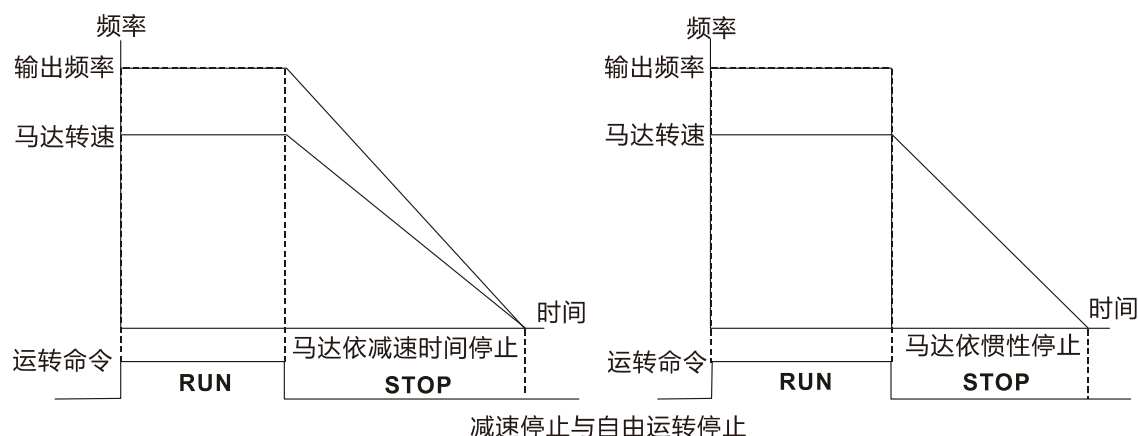 频率
输出频率
马达转速
时间
运转命令
马达依减速时间停止
RUN
STOP
频率
输出频率
马达转速
时间
运转命令
马达依惯性停止
RUN
STOP
减速停止与自由运转停止